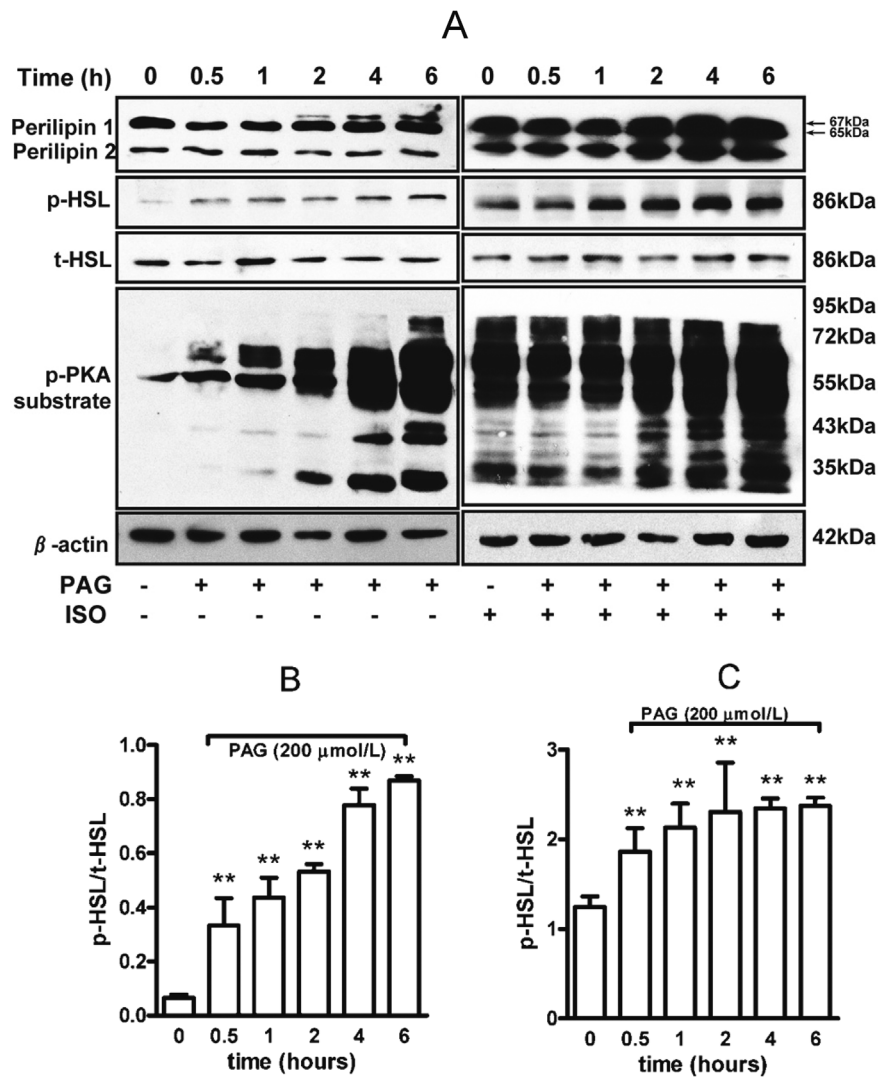 A
Time (h) 0 0.5 1 2 4 6 0 0.5 1 2 4 6
Perilipin 1
67kDa
65kDa
Perilipin 2
p-HSL 86kDa
t-HSL 86kDa
95kDa
72kDa
p-PKA
substrate
55kDa
43kDa
35kDa
β-actin 42kDa
PAG - + + + + + - + + + + +
ISO - - - - - - + + + + + +
B
PAG (200 μmol/L)
p-HSL/t-HSL
1.0
0.8
0.6
0.4
0.2
0.0
** ** ** ** **
0 0.5 1 2 4 6
time (hours)
C
PAG (200 μmol/L)
p-HSL/t-HSL
3
2
1
0
** ** ** ** **
0 0.5 1 2 4 6
time (hours)